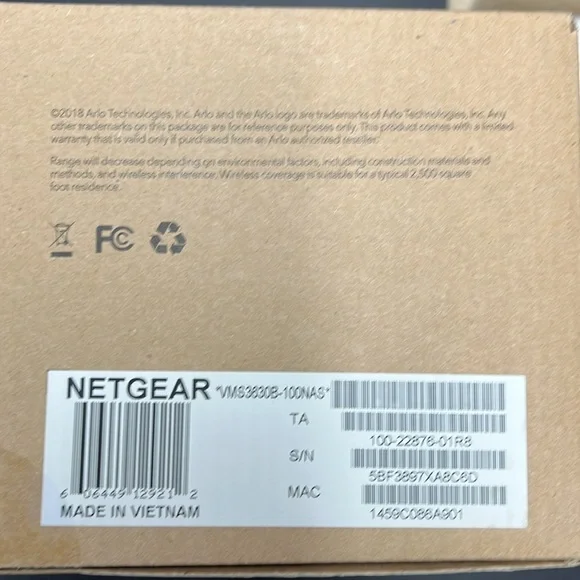 ©2018 Arlo Technologies, Inc. Arlo and the Arlo logo are trademarks of Arlo Technologies, Inc. Any
other trademarks on this package are for reference purposes only. This product comes with a limited
warranty that is valid only if purchased from an Arlo authorized reseller.
Range will decrease depending on environmental factors, including construction materials and
methods, and wireless interference. Wireless coverage is suitable for a typical 2,500 square
foot residence.
FC
NETGEAR *VMS3830B-100NAS*
TA
100-22876-01R8
S/N
5BF3897XA8C8D
MAC
1459C086A901
6 06449 12921 2
MADE IN VIETNAM